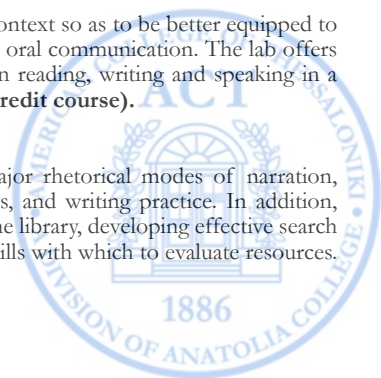 ontext so as to be better equipped to
oral communication. The lab offers
n reading, writing and speaking in a
redit course).
ajor rhetorical modes of narration,
s, and writing practice. In addition,
ne library, developing effective search
ills with which to evaluate resources.
AMERICAN COLLEGE OF THESSALONIKI
ACT
1886
A DIVISION OF ANATOLIA COLLEGE